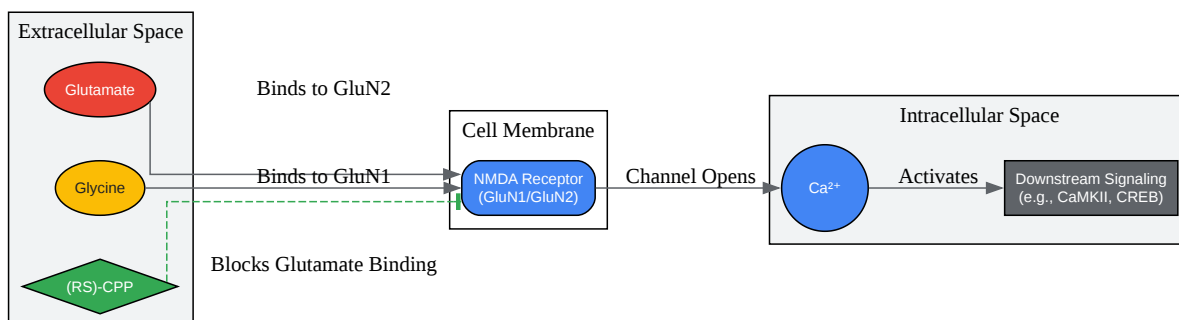 Extracellular Space
Glutamate
Binds to GluN2
Glycine
Binds to GluN1
(RS)-CPP
Blocks Glutamate Binding
Cell Membrane
NMDA Receptor
(GluN1/GluN2)
Channel Opens
Intracellular Space
Ca²⁺
Activates
Downstream Signaling
(e.g., CaMKII, CREB)